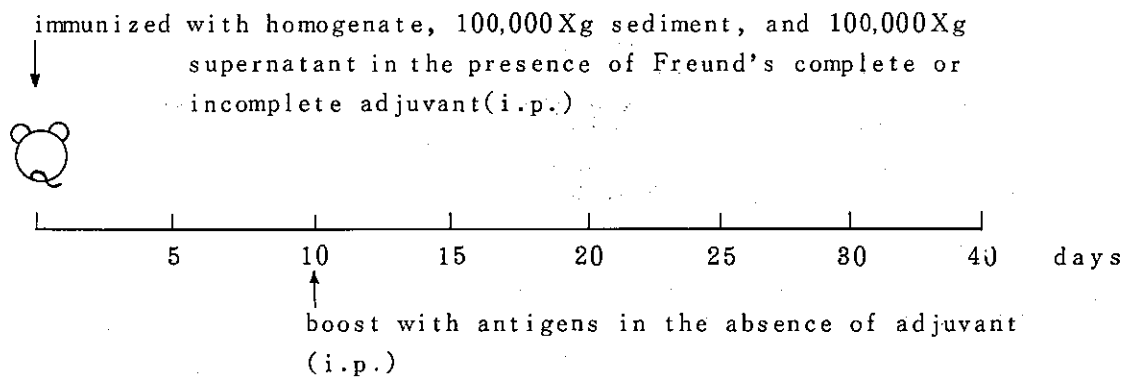 immunized with homogenate, 100,000Xg sediment, and 100,000Xg
supernatant in the presence of Freund's complete or
incomplete adjuvant(i.p.)
5 10 15 20 25 30 40 days
boost with antigens in the absence of adjuvant
(i.p.)